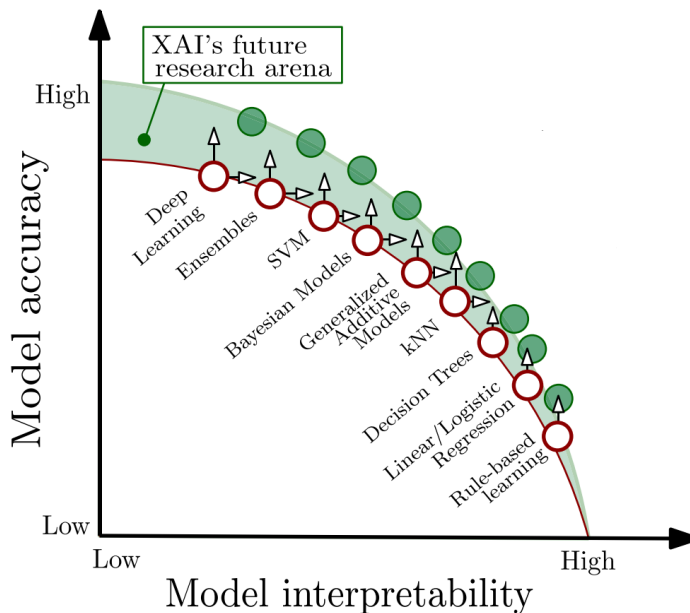 XAI's future
research arena
High
Model accuracy
Deep
Learning
Ensembles
SVM
Bayesian Models
Generalized
Additive
Models
kNN
Decision Trees
Linear/Logistic
Regression
Rule-based
learning
Low
Low
High
Model interpretability